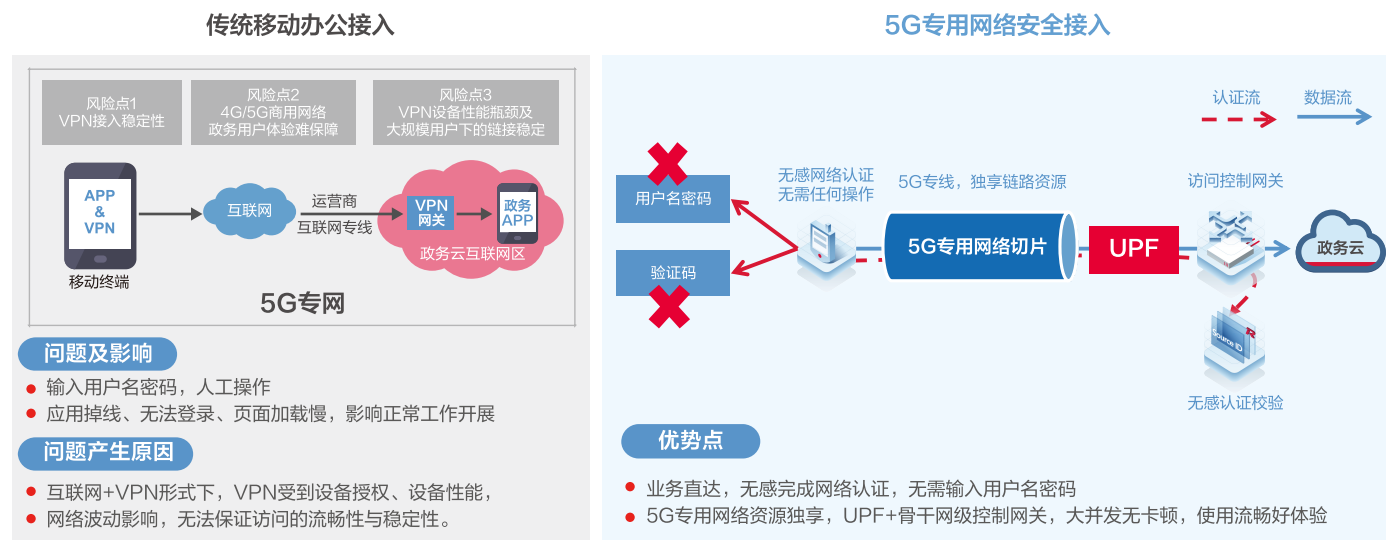 传统移动办公接入
风险点1
VPN接入稳定性
风险点2
4G/5G商用网络
政务用户体验难保障
风险点3
VPN设备性能瓶颈及
大规模用户下的链接稳定
APP
&
VPN
移动终端
互联网
运营商
互联网专线
VPN
网关
政务
APP
政务云互联网区
5G专网
问题及影响
输入用户名密码，人工操作
应用掉线、无法登录、页面加载慢，影响正常工作开展
问题产生原因
互联网+VPN形式下，VPN受到设备授权、设备性能，
网络波动影响，无法保证访问的流畅性与稳定性。
5G专用网络安全接入
认证流
数据流
用户名密码
验证码
无感网络认证
无需任何操作
5G专线，独享链路资源
5G专用网络切片
UPF
访问控制网关
政务云
Source ID
无感认证校验
优势点
业务直达，无感完成网络认证，无需输入用户名密码
5G专用网络资源独享，UPF+骨干网级控制网关，大并发无卡顿，使用流畅好体验